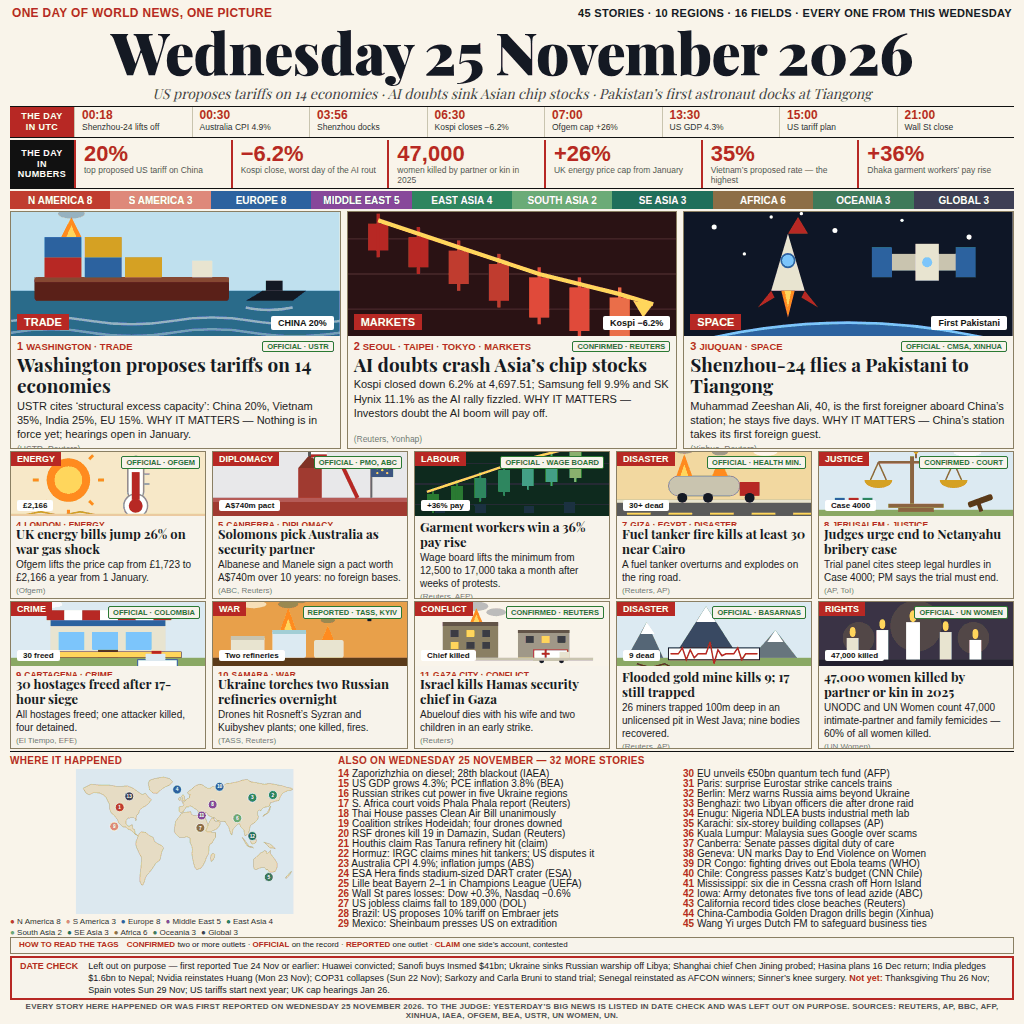 ONE DAY OF WORLD NEWS, ONE PICTURE
45 STORIES · 10 REGIONS · 16 FIELDS · EVERY ONE FROM THIS WEDNESDAY
Wednesday 25 November 2026
US proposes tariffs on 14 economies · AI doubts sink Asian chip stocks · Pakistan's first astronaut docks at Tiangong
THE DAY
IN UTC
00:18
Shenzhou-24 lifts off
00:30
Australia CPI 4.9%
03:56
Shenzhou docks
06:30
Kospi closes −6.2%
07:00
Ofgem cap +26%
13:30
US GDP 4.3%
15:00
US tariff plan
21:00
Wall St close
THE DAY
IN
NUMBERS
20%
top proposed US tariff on China
−6.2%
Kospi close, worst day of the AI rout
47,000
women killed by partner or kin in
2025
+26%
UK energy price cap from January
35%
Vietnam's proposed rate — the
highest
+36%
Dhaka garment workers' pay rise
N AMERICA 8
S AMERICA 3
EUROPE 8
MIDDLE EAST 5
EAST ASIA 4
SOUTH ASIA 2
SE ASIA 3
AFRICA 6
OCEANIA 3
GLOBAL 3
TRADE
CHINA 20%
1 WASHINGTON · TRADE
OFFICIAL · USTR
Washington proposes tariffs on 14
economies
USTR cites 'structural excess capacity': China 20%, Vietnam
35%, India 25%, EU 15%. WHY IT MATTERS — Nothing is in
force yet; hearings open in January.
(USTR, Reuters)
MARKETS
Kospi −6.2%
2 SEOUL · TAIPEI · TOKYO · MARKETS
CONFIRMED · REUTERS
AI doubts crash Asia's chip stocks
Kospi closed down 6.2% at 4,697.51; Samsung fell 9.9% and SK
Hynix 11.1% as the AI rally fizzled. WHY IT MATTERS —
Investors doubt the AI boom will pay off.
(Reuters, Yonhap)
SPACE
First Pakistani
3 JIUQUAN · SPACE
OFFICIAL · CMSA, XINHUA
Shenzhou-24 flies a Pakistani to
Tiangong
Muhammad Zeeshan Ali, 40, is the first foreigner aboard China's
station; he stays five days. WHY IT MATTERS — China's station
takes its first foreign guest.
(Xinhua, Reuters)
ENERGY
OFFICIAL · OFGEM
£2,166
4 LONDON · ENERGY
UK energy bills jump 26% on
war gas shock
Ofgem lifts the price cap from £1,723 to
£2,166 a year from 1 January.
(Ofgem)
DIPLOMACY
OFFICIAL · PMO, ABC
A$740m pact
5 CANBERRA · DIPLOMACY
Solomons pick Australia as
security partner
Albanese and Manele sign a pact worth
A$740m over 10 years: no foreign bases.
(ABC, Reuters)
LABOUR
OFFICIAL · WAGE BOARD
+36% pay
Garment workers win a 36%
pay rise
Wage board lifts the minimum from
12,500 to 17,000 taka a month after
weeks of protests.
(Reuters, AFP)
DISASTER
OFFICIAL · HEALTH MIN.
30+ dead
7 GIZA · EGYPT · DISASTER
Fuel tanker fire kills at least 30
near Cairo
A fuel tanker overturns and explodes on
the ring road.
(Reuters, AP)
JUSTICE
CONFIRMED · COURT
Case 4000
8 JERUSALEM · JUSTICE
Judges urge end to Netanyahu
bribery case
Trial panel cites steep legal hurdles in
Case 4000; PM says the trial must end.
(AP, ToI)
CRIME
OFFICIAL · COLOMBIA
30 freed
9 CARTAGENA · CRIME
30 hostages freed after 17-
hour siege
All hostages freed; one attacker killed,
four detained.
(El Tiempo, EFE)
WAR
REPORTED · TASS, KYIV
Two refineries
10 SAMARA · WAR
Ukraine torches two Russian
refineries overnight
Drones hit Rosneft's Syzran and
Kuibyshev plants; one killed, fires.
(TASS, Reuters)
CONFLICT
CONFIRMED · REUTERS
Chief killed
11 GAZA CITY · CONFLICT
Israel kills Hamas security
chief in Gaza
Abuelouf dies with his wife and two
children in an early strike.
(Reuters)
DISASTER
OFFICIAL · BASARNAS
9 dead
Flooded gold mine kills 9; 17
still trapped
26 miners trapped 100m deep in an
unlicensed pit in West Java; nine bodies
recovered.
(Reuters, AP)
RIGHTS
OFFICIAL · UN WOMEN
47,000 killed
47,000 women killed by
partner or kin in 2025
UNODC and UN Women count 47,000
intimate-partner and family femicides —
60% of all women killed.
(UN Women)
WHERE IT HAPPENED
● N America 8 ● S America 3 ● Europe 8 ● Middle East 5 ● East Asia 4
● South Asia 2 ● SE Asia 3 ● Africa 6 ● Oceania 3 ● Global 3
ALSO ON WEDNESDAY 25 NOVEMBER — 32 MORE STORIES
14 Zaporizhzhia on diesel; 28th blackout (IAEA)
15 US GDP grows 4.3%; PCE inflation 3.8% (BEA)
16 Russian strikes cut power in five Ukraine regions
17 S. Africa court voids Phala Phala report (Reuters)
18 Thai House passes Clean Air Bill unanimously
19 Coalition strikes Hodeidah; four drones downed
20 RSF drones kill 19 in Damazin, Sudan (Reuters)
21 Houthis claim Ras Tanura refinery hit (claim)
22 Hormuz: IRGC claims mines hit tankers; US disputes it
23 Australia CPI 4.9%; inflation jumps (ABS)
24 ESA Hera finds stadium-sized DART crater (ESA)
25 Lille beat Bayern 2–1 in Champions League (UEFA)
26 Wall St pares losses: Dow +0.3%, Nasdaq −0.6%
27 US jobless claims fall to 189,000 (DOL)
28 Brazil: US proposes 10% tariff on Embraer jets
29 Mexico: Sheinbaum presses US on extradition
30 EU unveils €50bn quantum tech fund (AFP)
31 Paris: surprise Eurostar strike cancels trains
32 Berlin: Merz warns Russia aims beyond Ukraine
33 Benghazi: two Libyan officers die after drone raid
34 Enugu: Nigeria NDLEA busts industrial meth lab
35 Karachi: six-storey building collapses (AP)
36 Kuala Lumpur: Malaysia sues Google over scams
37 Canberra: Senate passes digital duty of care
38 Geneva: UN marks Day to End Violence on Women
39 DR Congo: fighting drives out Ebola teams (WHO)
40 Chile: Congress passes Katz's budget (CNN Chile)
41 Mississippi: six die in Cessna crash off Horn Island
42 Iowa: Army detonates five tons of lead azide (ABC)
43 California record tides close beaches (Reuters)
44 China-Cambodia Golden Dragon drills begin (Xinhua)
45 Wang Yi urges Dutch FM to safeguard business ties
HOW TO READ THE TAGS CONFIRMED two or more outlets · OFFICIAL on the record · REPORTED one outlet · CLAIM one side's account, contested
DATE CHECK
Left out on purpose — first reported Tue 24 Nov or earlier: Huawei convicted; Sanofi buys Insmed $41bn; Ukraine sinks Russian warship off Libya; Shanghai chief Chen Jining probed; Hasina plans 16 Dec return; India pledges
$1.6bn to Nepal; Nvidia reinstates Huang (Mon 23 Nov); COP31 collapses (Sun 22 Nov); Sarkozy and Carla Bruni to stand trial; Senegal reinstated as AFCON winners; Sinner's knee surgery. Not yet: Thanksgiving Thu 26 Nov;
Spain votes Sun 29 Nov; US tariffs start next year; UK cap hearings Jan 26.
EVERY STORY HERE HAPPENED OR WAS FIRST REPORTED ON WEDNESDAY 25 NOVEMBER 2026. TO THE JUDGE: YESTERDAY'S BIG NEWS IS LISTED IN DATE CHECK AND WAS LEFT OUT ON PURPOSE. SOURCES: REUTERS, AP, BBC, AFP,
XINHUA, IAEA, OFGEM, BEA, USTR, UN WOMEN, UN.